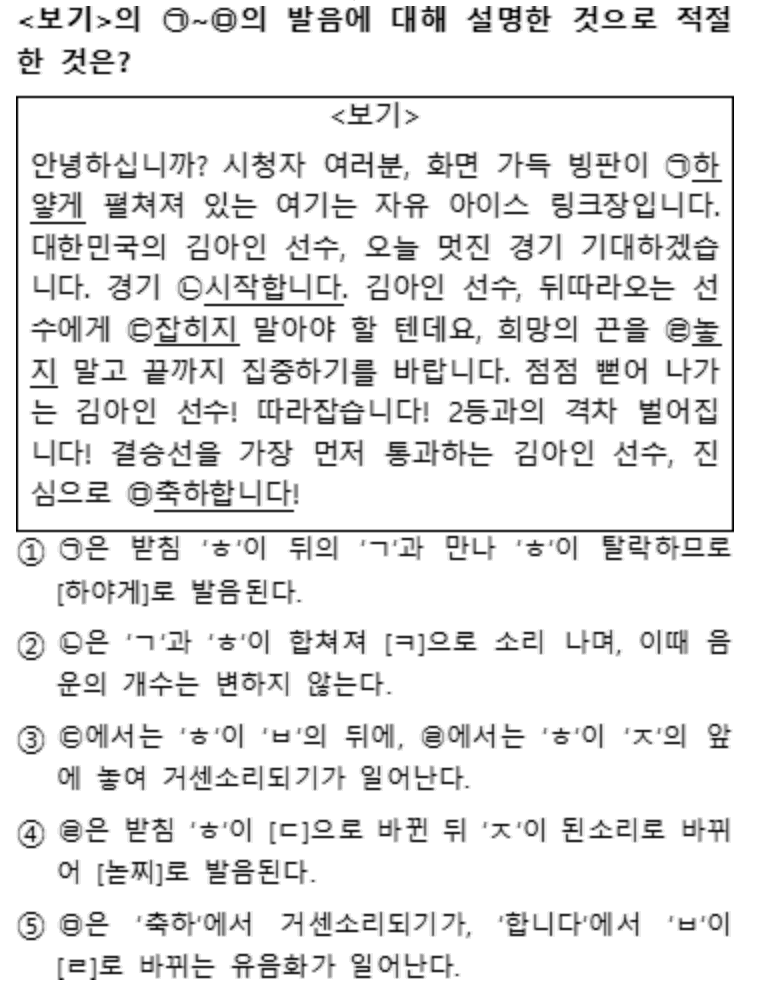 <보기>의 ㉠~㉤의 발음에 대해 설명한 것으로 적절
한 것은?
<보기>
안녕하십니까? 시청자 여러분, 화면 가득 빙판이 ㉠하
얗게 펼쳐져 있는 여기는 자유 아이스 링크장입니다.
대한민국의 김아인 선수, 오늘 멋진 경기 기대하겠습
니다. 경기 ㉡시작합니다. 김아인 선수, 뒤따라오는 선
수에게 ㉢잡히지 말아야 할 텐데요, 희망의 끈을 ㉣놓
지 말고 끝까지 집중하기를 바랍니다. 점점 뻗어 나가
는 김아인 선수! 따라잡습니다! 2등과의 격차 벌어집
니다! 결승선을 가장 먼저 통과하는 김아인 선수, 진
심으로 ㉤축하합니다!
① ㉠은 받침 ‘ㅎ’이 뒤의 ‘ㄱ’과 만나 ‘ㅎ’이 탈락하므로
[하야게]로 발음된다.
② ㉡은 ‘ㄱ’과 ‘ㅎ’이 합쳐져 [ㅋ]으로 소리 나며, 이때 음
운의 개수는 변하지 않는다.
③ ㉢에서는 ‘ㅎ’이 ‘ㅂ’의 뒤에, ㉣에서는 ‘ㅎ’이 ‘ㅈ’의 앞
에 놓여 거센소리되기가 일어난다.
④ ㉣은 받침 ‘ㅎ’이 [ㄷ]으로 바뀐 뒤 ‘ㅈ’이 된소리로 바뀌
어 [녿찌]로 발음된다.
⑤ ㉤은 ‘축하’에서 거센소리되기가, ‘합니다’에서 ‘ㅂ’이
[ㄹ]로 바뀌는 유음화가 일어난다.